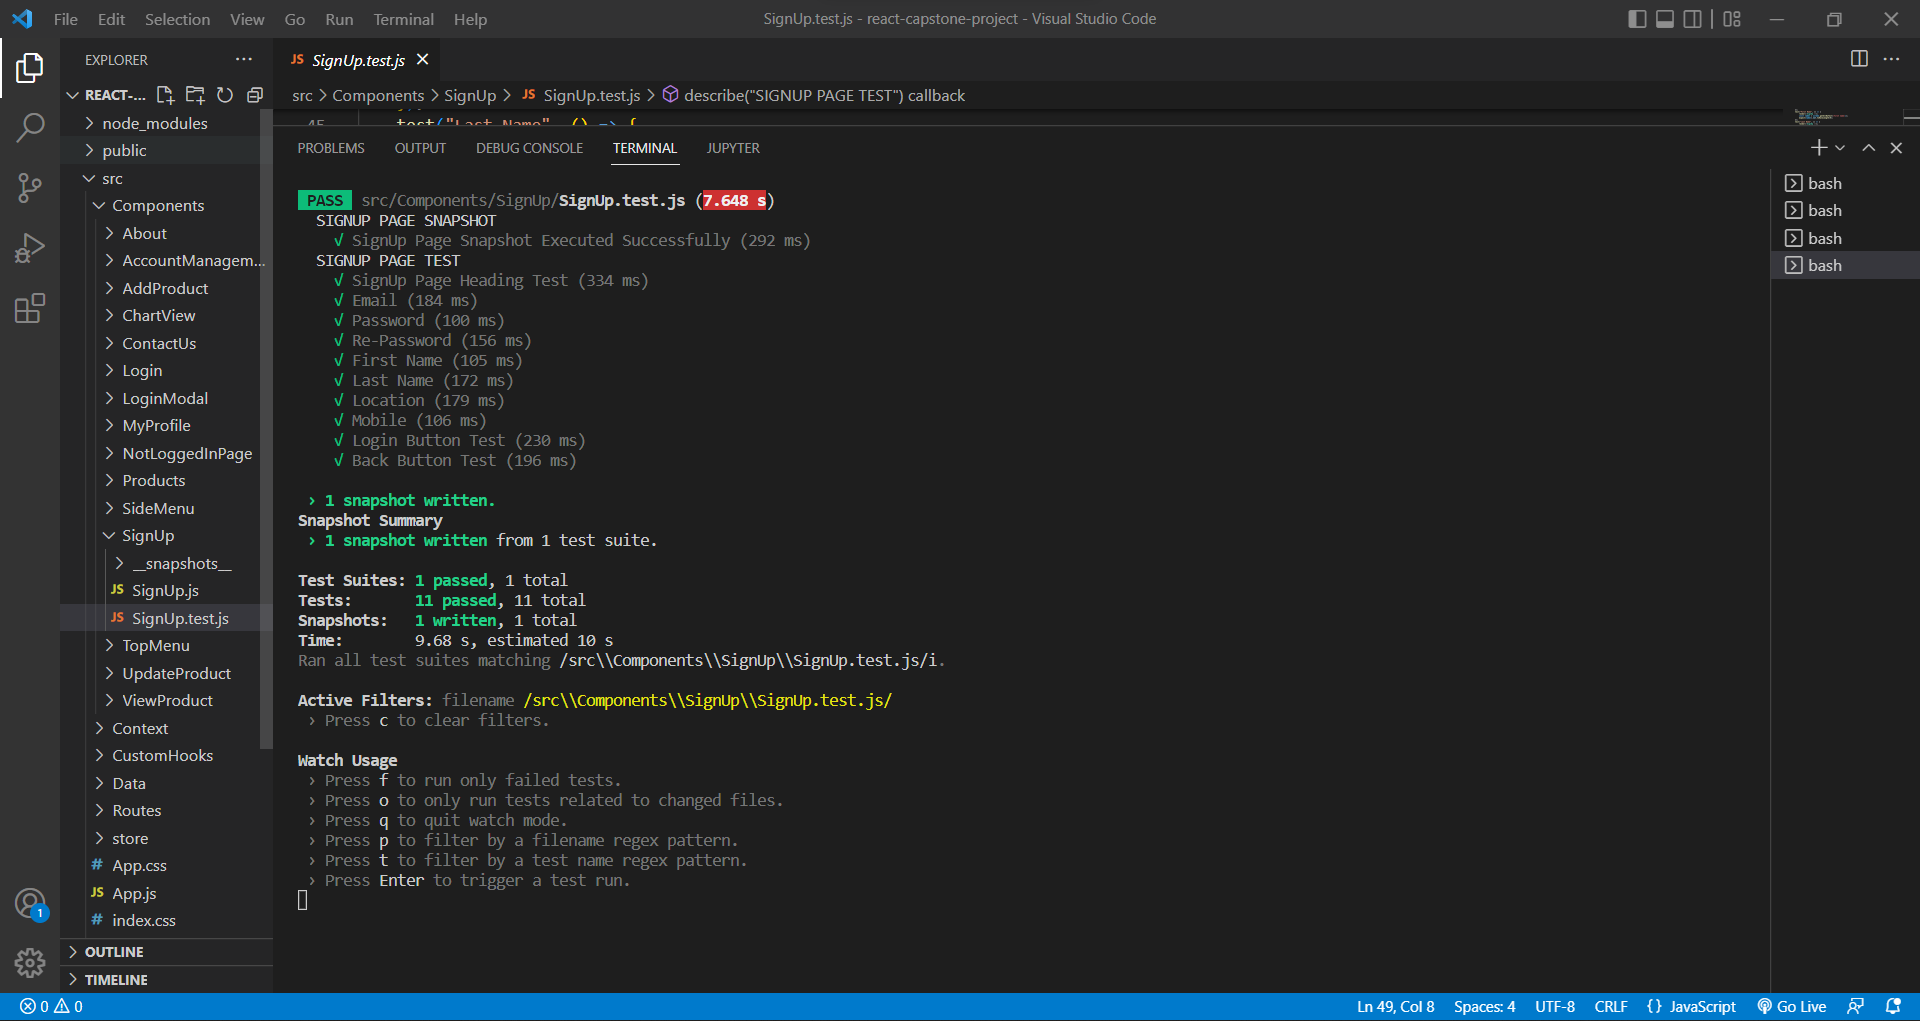 File Edit Selection View Go Run Terminal Help
SignUp.test.js - react-capstone-project - Visual Studio Code
EXPLORER
REACT-...
node_modules
public
src
Components
About
AccountManagem...
AddProduct
ChartView
ContactUs
Login
LoginModal
MyProfile
NotLoggedInPage
Products
SideMenu
SignUp
__snapshots__
JS SignUp.js
JS SignUp.test.js
TopMenu
UpdateProduct
ViewProduct
Context
CustomHooks
Data
Routes
store
# App.css
JS App.js
# index.css
OUTLINE
TIMELINE
JS SignUp.test.js
src > Components > SignUp > JS SignUp.test.js > describe("SIGNUP PAGE TEST") callback
45 test("Last Name", () => {
PROBLEMS OUTPUT DEBUG CONSOLE TERMINAL JUPYTER
PASS src/Components/SignUp/SignUp.test.js (7.648 s)
SIGNUP PAGE SNAPSHOT
√ SignUp Page Snapshot Executed Successfully (292 ms)
SIGNUP PAGE TEST
√ SignUp Page Heading Test (334 ms)
√ Email (184 ms)
√ Password (100 ms)
√ Re-Password (156 ms)
√ First Name (105 ms)
√ Last Name (172 ms)
√ Location (179 ms)
√ Mobile (106 ms)
√ Login Button Test (230 ms)
√ Back Button Test (196 ms)
› 1 snapshot written.
Snapshot Summary
› 1 snapshot written from 1 test suite.
Test Suites: 1 passed, 1 total
Tests: 11 passed, 11 total
Snapshots: 1 written, 1 total
Time: 9.68 s, estimated 10 s
Ran all test suites matching /src\\Components\\SignUp\\SignUp.test.js/i.
Active Filters: filename /src\\Components\\SignUp\\SignUp.test.js/
› Press c to clear filters.
Watch Usage
› Press f to run only failed tests.
› Press o to only run tests related to changed files.
› Press q to quit watch mode.
› Press p to filter by a filename regex pattern.
› Press t to filter by a test name regex pattern.
› Press Enter to trigger a test run.
bash
bash
bash
bash
1
0 0
Ln 49, Col 8 Spaces: 4 UTF-8 CRLF {} JavaScript Go Live